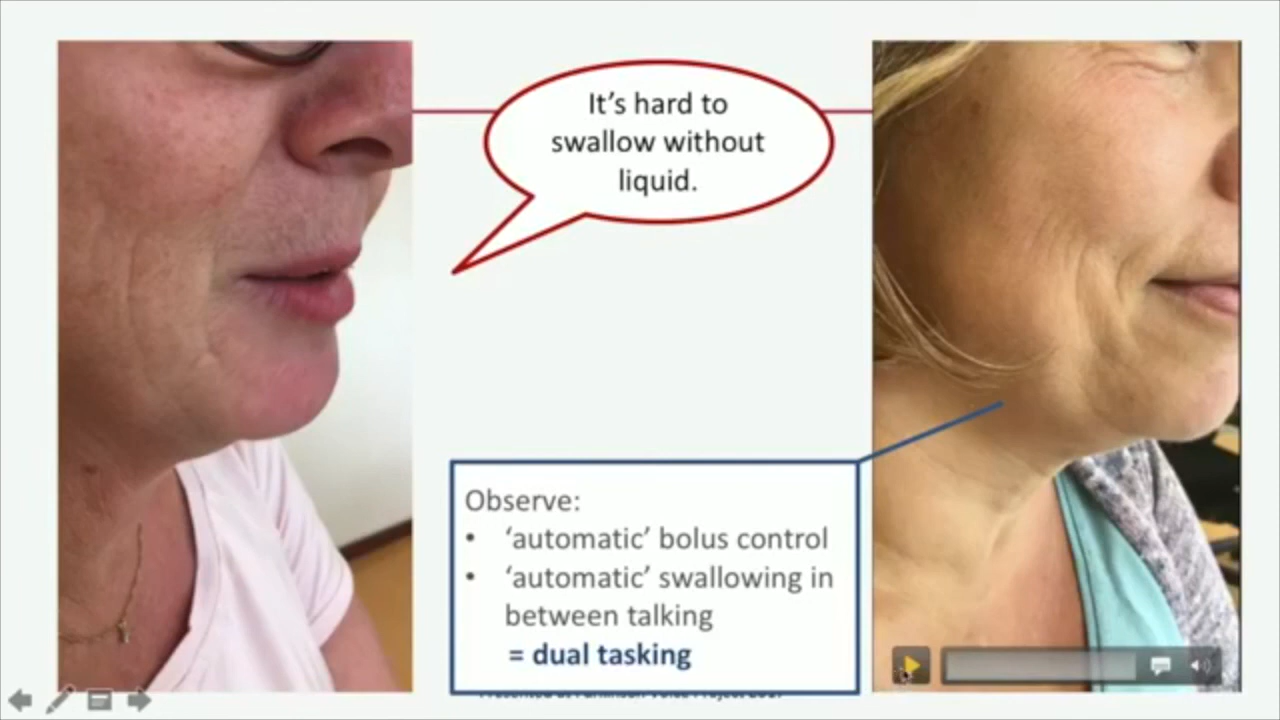 It's hard to
swallow without
liquid.
Observe:
• 'automatic' bolus control
• 'automatic' swallowing in
between talking
= dual tasking